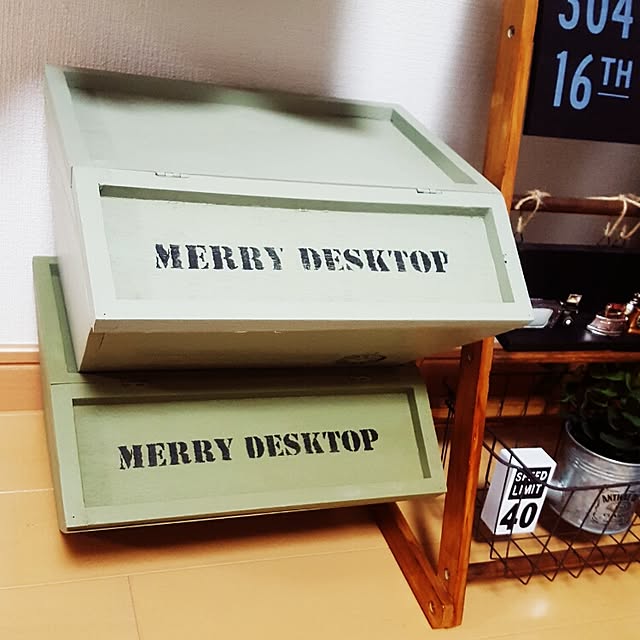 304
16TH
MERRY DESKTOP
MERRY DESKTOP
SPEED
LIMIT
40